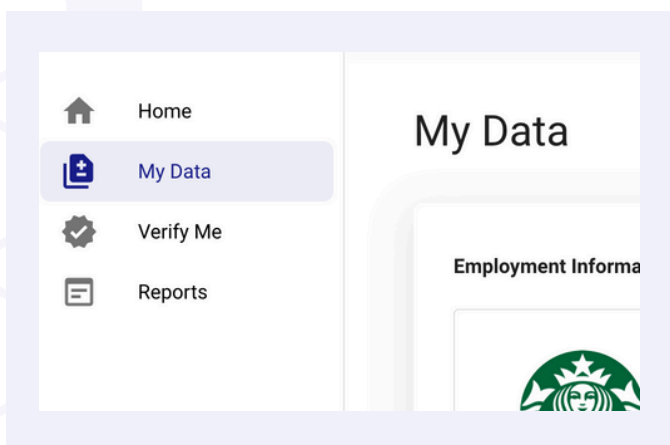 Home
My Data
Verify Me
Reports
My Data
Employment Informa